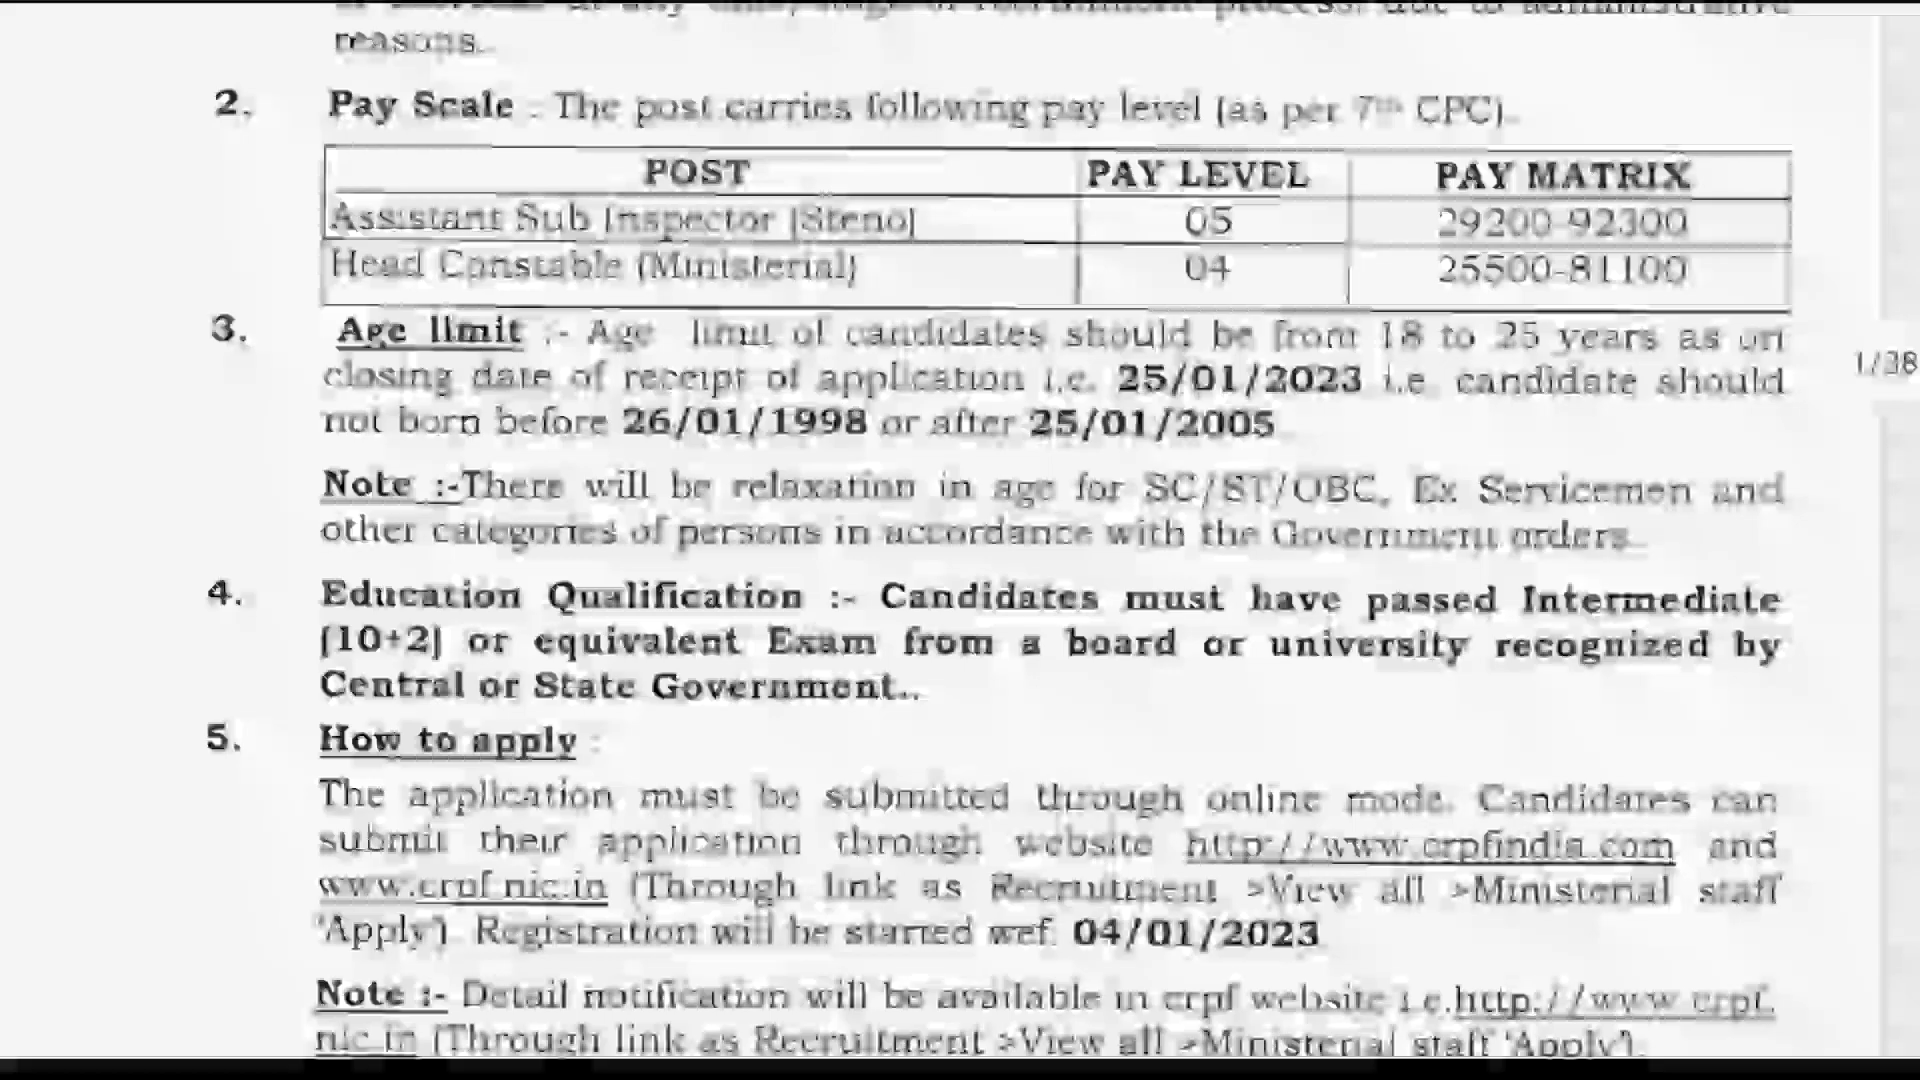 reasons.
2. Pay Scale : The post carries following pay level (as per 7th CPC).
POST PAY LEVEL PAY MATRIX
Assistant Sub Inspector (Steno) 05 29200-92300
Head Constable (Ministerial) 04 25500-81100
3. Age limit :- Age limit of candidates should be from 18 to 25 years as on
closing date of receipt of application i.e. 25/01/2023 i.e. candidate should
not born before 26/01/1998 or after 25/01/2005
Note :-There will be relaxation in age for SC/ST/OBC, Ex Servicemen and
other categories of persons in accordance with the Government orders.
4. Education Qualification :- Candidates must have passed Intermediate
(10+2) or equivalent Exam from a board or university recognized by
Central or State Government..
5. How to apply :
The application must be submitted through online mode. Candidates can
submit their application through website http://www.crpfindia.com and
www.crpf.nic.in (Through link as Recruitment >View all >Ministerial staff
'Apply'). Registration will be started wef. 04/01/2023
Note :- Detail notification will be available in crpf website i.e.http://www.crpf.
nic.in (Through link as Recruitment >View all >Ministerial staff 'Apply').
1/38